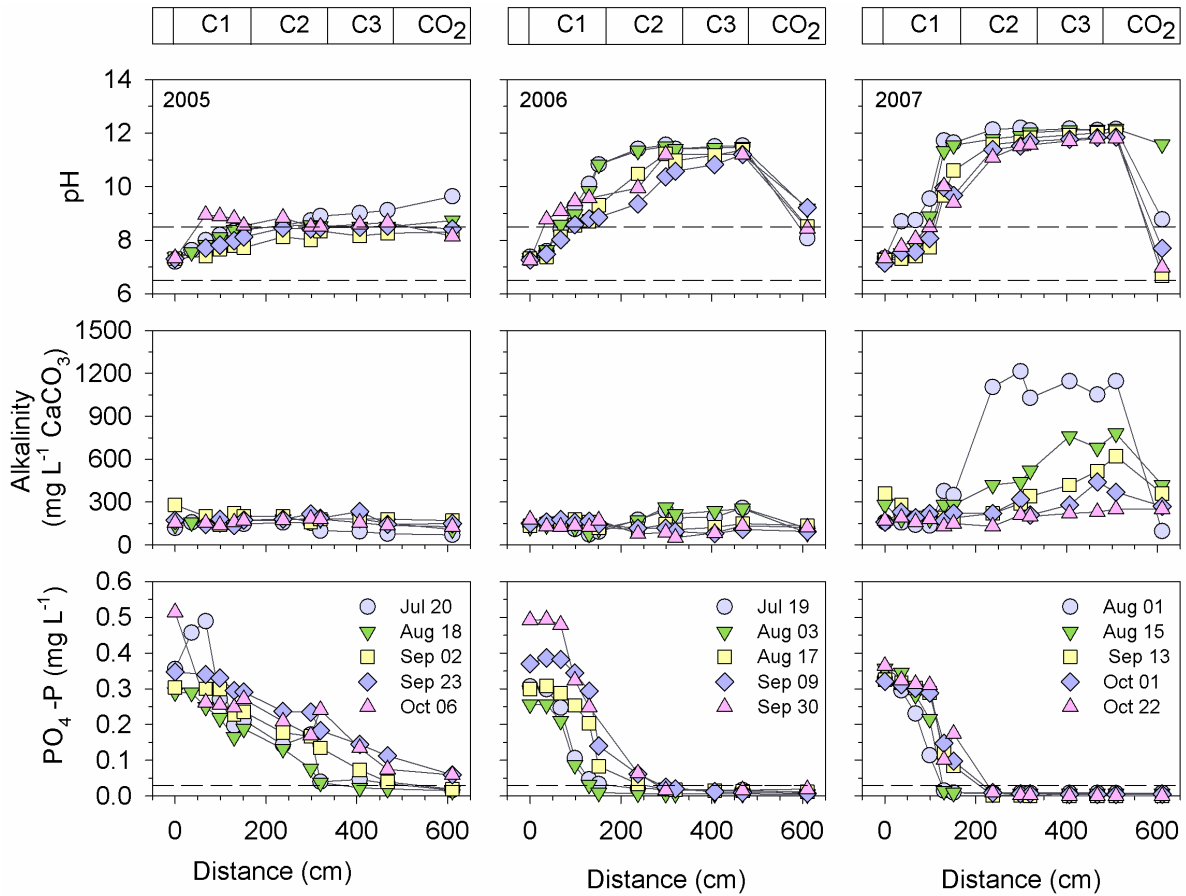 C1 C2 C3 CO2 C1 C2 C3 CO2 C1 C2 C3 CO2
14
12
10
8
6
pH
2005 2006 2007
1500
1200
900
600
300
0
Alkalinity
(mg L-1 CaCO3)
0.6
0.5
0.4
0.3
0.2
0.1
0.0
PO4 -P (mg L-1)
Jul 20
Aug 18
Sep 02
Sep 23
Oct 06
Jul 19
Aug 03
Aug 17
Sep 09
Sep 30
Aug 01
Aug 15
Sep 13
Oct 01
Oct 22
0 200 400 600 0 200 400 600 0 200 400 600
Distance (cm) Distance (cm) Distance (cm)